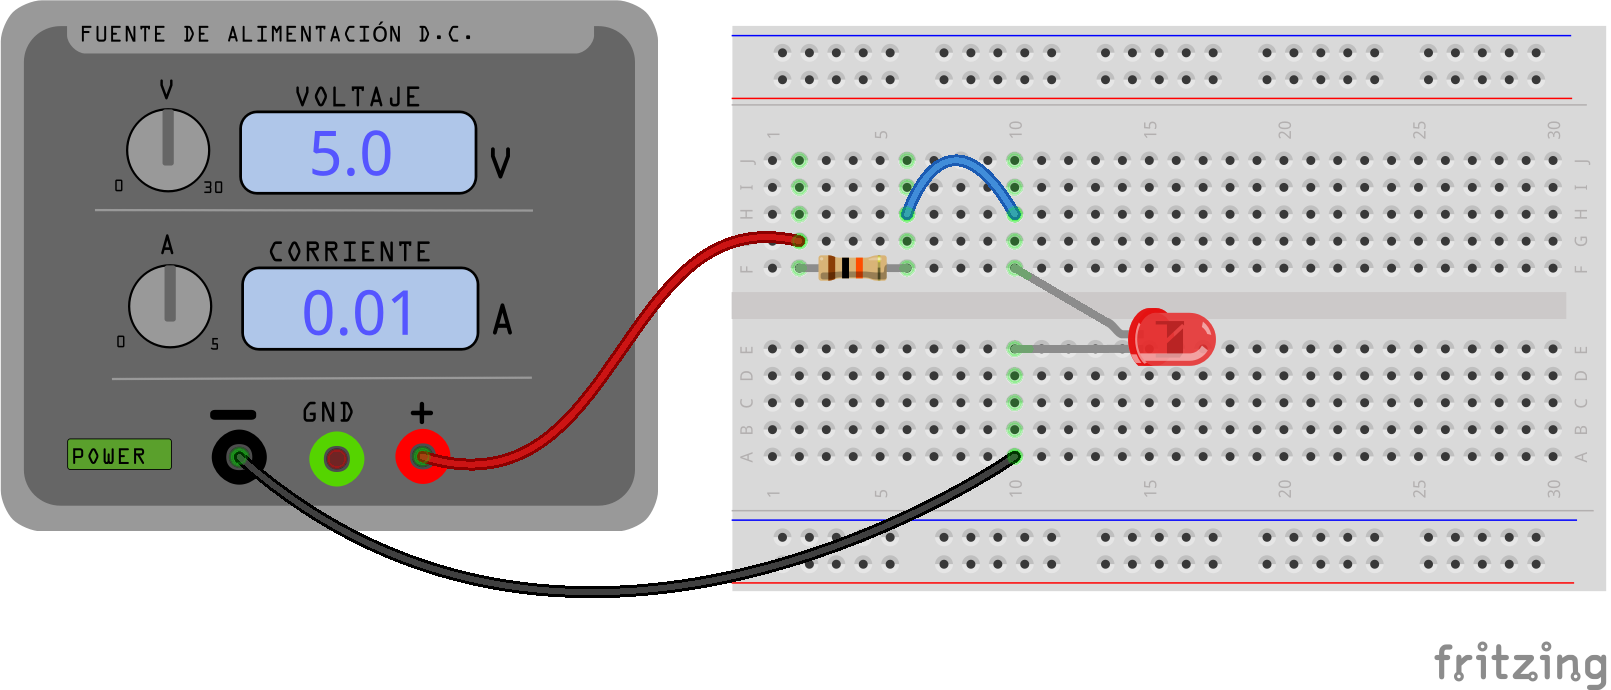 FUENTE DE ALIMENTACIÓN D.C.
V
VOLTAJE
5.0
V
0
30
A
CORRIENTE
0.01
A
0
5
GND
+
POWER
1 5 10 15 20 25 30
J J
I I
H H
G G
F F
E E
D D
C C
B B
A A
1 5 10 15 20 25 30
fritzing